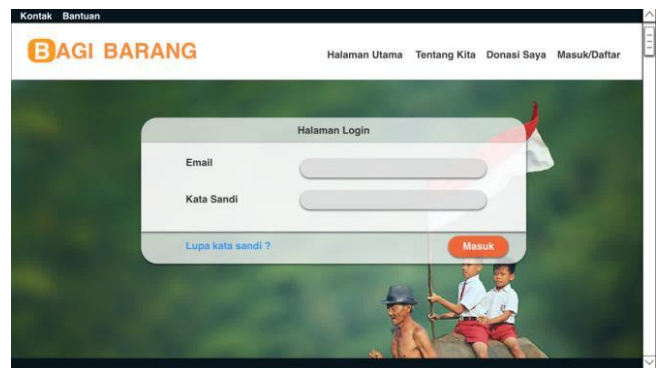 Kontak Bantuan
BAGI BARANG
Halaman Utama Tentang Kita Donasi Saya Masuk/Daftar
Halaman Login
Email
Kata Sandi
Lupa kata sandi ? Masuk